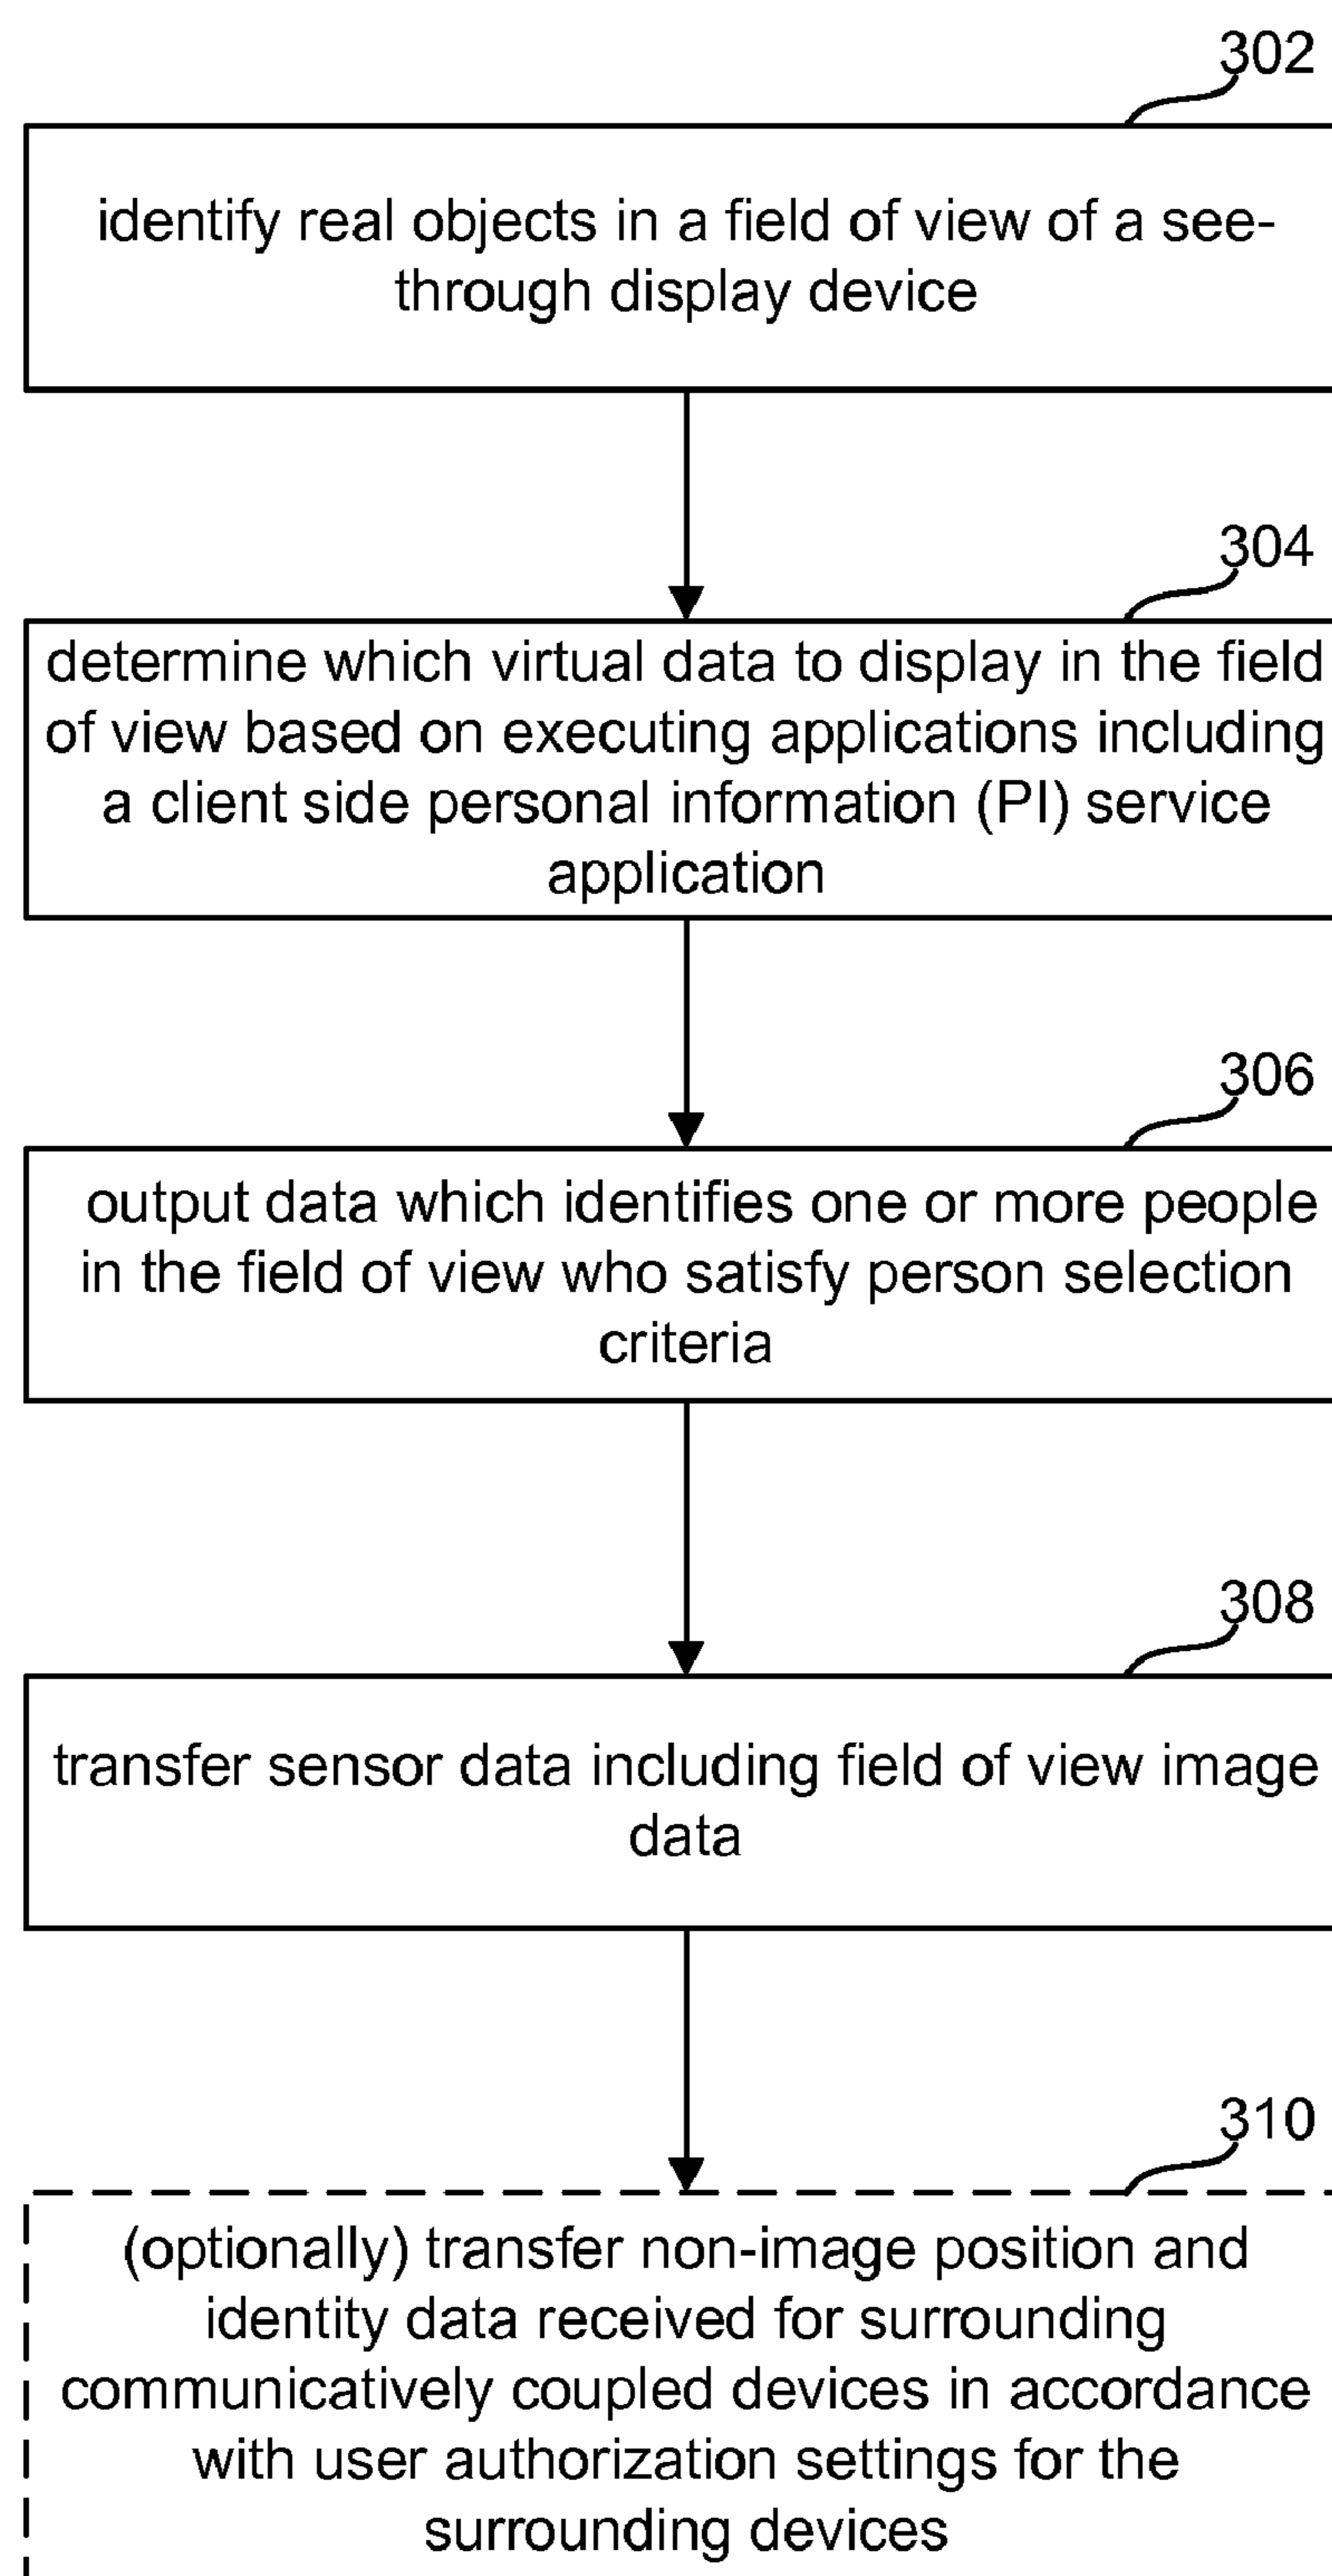 302
identify real objects in a field of view of a see-
through display device
304
determine which virtual data to display in the field
of view based on executing applications including
a client side personal information (PI) service
application
306
output data which identifies one or more people
in the field of view who satisfy person selection
criteria
308
transfer sensor data including field of view image
data
310
(optionally) transfer non-image position and
identity data received for surrounding
communicatively coupled devices in accordance
with user authorization settings for the
surrounding devices